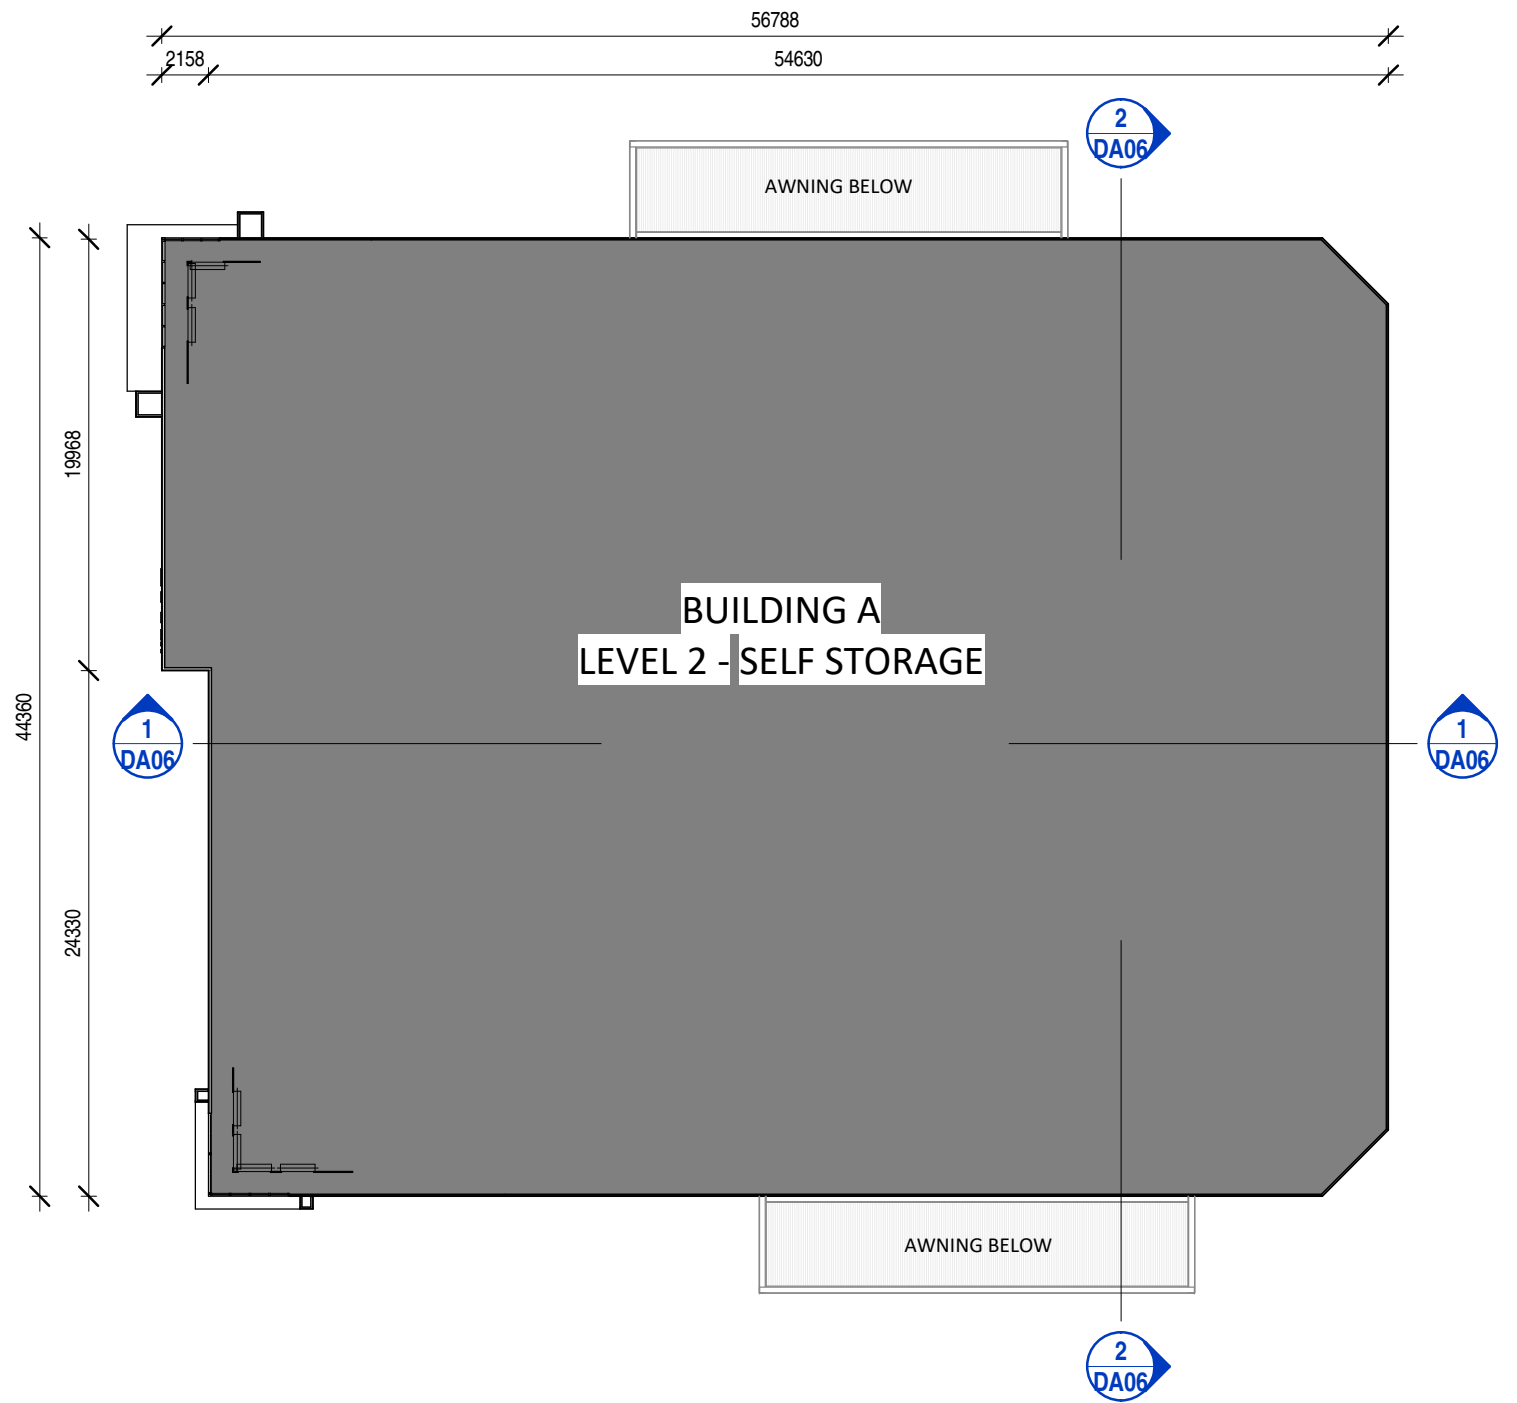 56788
2158
54630
2
DA06
AWNING BELOW
19968
BUILDING A
LEVEL 2 - SELF STORAGE
44360
1
DA06
1
DA06
24330
AWNING BELOW
2
DA06